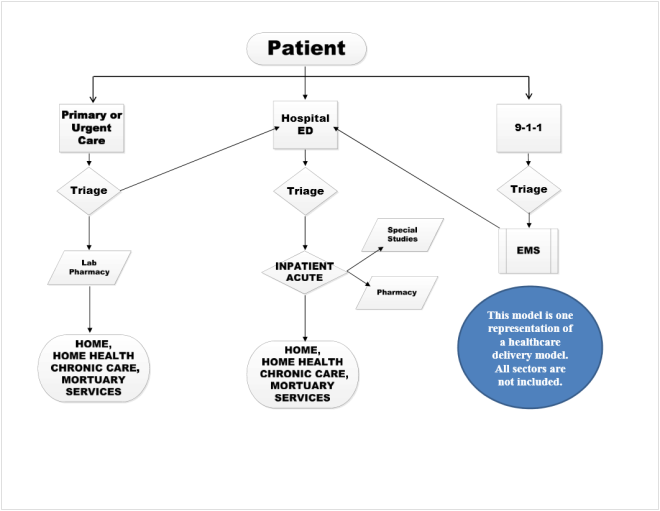 Patient
Primary or
Urgent
Care
Hospital
ED
9-1-1
Triage
Triage
Triage
Lab
Pharmacy
INPATIENT
ACUTE
Special
Studies
Pharmacy
EMS
HOME,
HOME HEALTH
CHRONIC CARE,
MORTUARY
SERVICES
HOME,
HOME HEALTH
CHRONIC CARE,
MORTUARY
SERVICES
This model is one
representation of
a healthcare
delivery model.
All sectors are
not included.